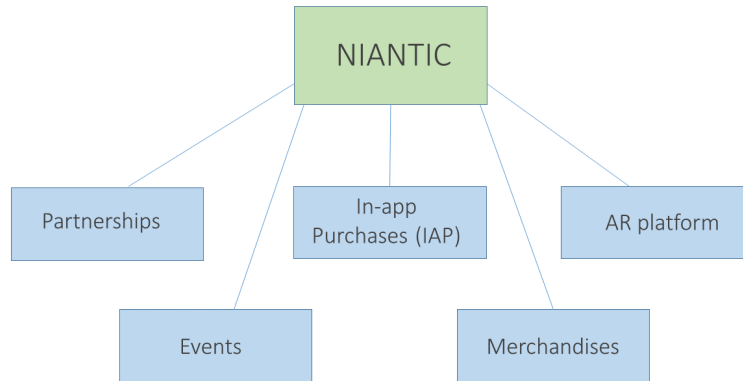 NIANTIC
Partnerships
In-app
Purchases (IAP)
AR platform
Events
Merchandises